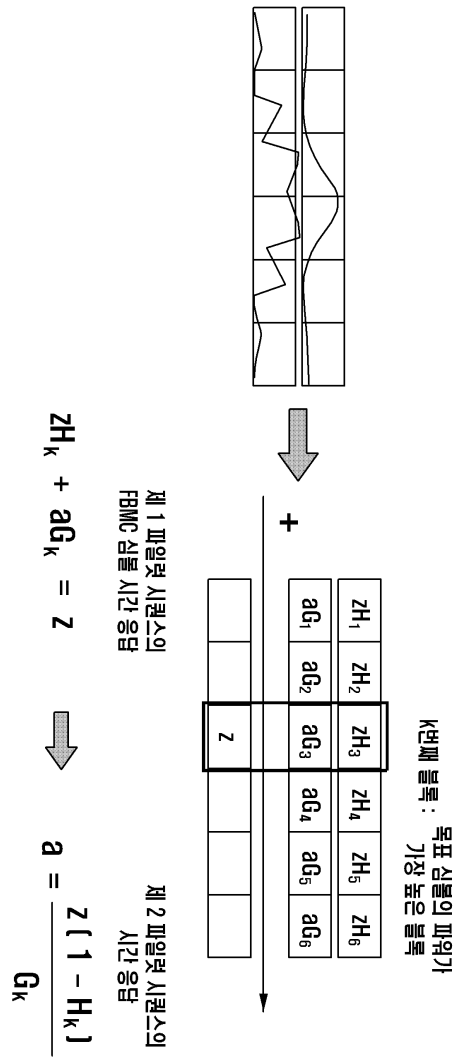 K번째 블록 : 목표 심볼의 파워가
가장 높은 블록
zH1 zH2 zH3 zH4 zH5 zH6
aG1 aG2 aG3 aG4 aG5 aG6
+
z
제 1 파일럿 시퀀스의
FBMC 심볼 시간 응답
제 2 파일럿 시퀀스의
시간 응답
zHk + aGk = z
a = z ( 1 - Hk ) / Gk